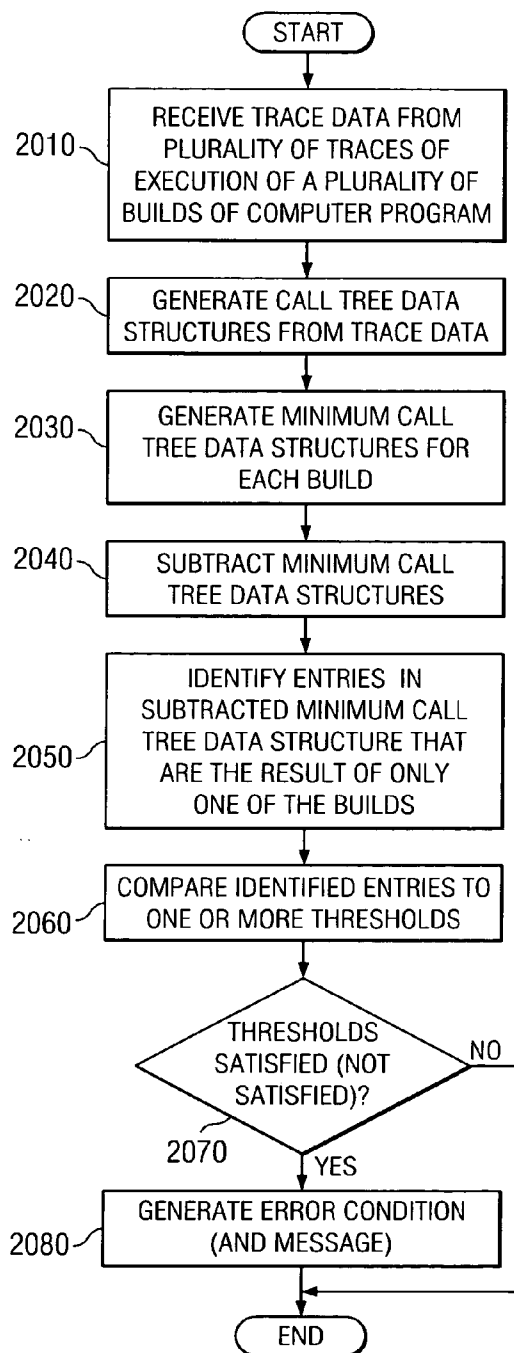 START
2010
RECEIVE TRACE DATA FROM
PLURALITY OF TRACES OF
EXECUTION OF A PLURALITY OF
BUILDS OF COMPUTER PROGRAM
2020
GENERATE CALL TREE DATA
STRUCTURES FROM TRACE DATA
2030
GENERATE MINIMUM CALL
TREE DATA STRUCTURES FOR
EACH BUILD
2040
SUBTRACT MINIMUM CALL
TREE DATA STRUCTURES
2050
IDENTIFY ENTRIES IN
SUBTRACTED MINIMUM CALL
TREE DATA STRUCTURE THAT
ARE THE RESULT OF ONLY
ONE OF THE BUILDS
2060
COMPARE IDENTIFIED ENTRIES TO
ONE OR MORE THRESHOLDS
THRESHOLDS
SATISFIED (NOT
SATISFIED)?
NO
2070
YES
2080
GENERATE ERROR CONDITION
(AND MESSAGE)
END